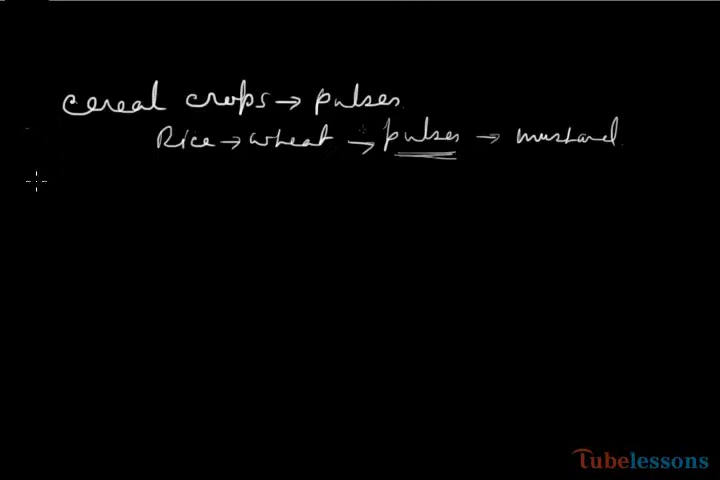 cereal crops → pulses
Rice → wheat → pulses → mustard.
Tubelessons